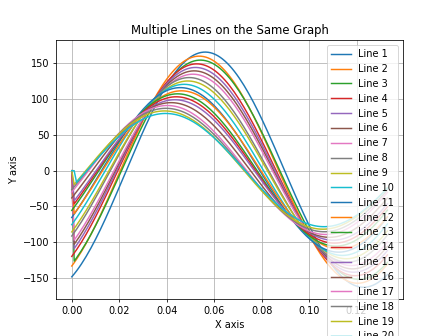 Multiple Lines on the Same Graph
150
100
50
0
−50
−100
−150
0.00
0.02
0.04
0.06
0.08
0.10
X axis
Y axis
Line 1
Line 2
Line 3
Line 4
Line 5
Line 6
Line 7
Line 8
Line 9
Line 10
Line 11
Line 12
Line 13
Line 14
Line 15
Line 16
Line 17
Line 18
Line 19
Line 20